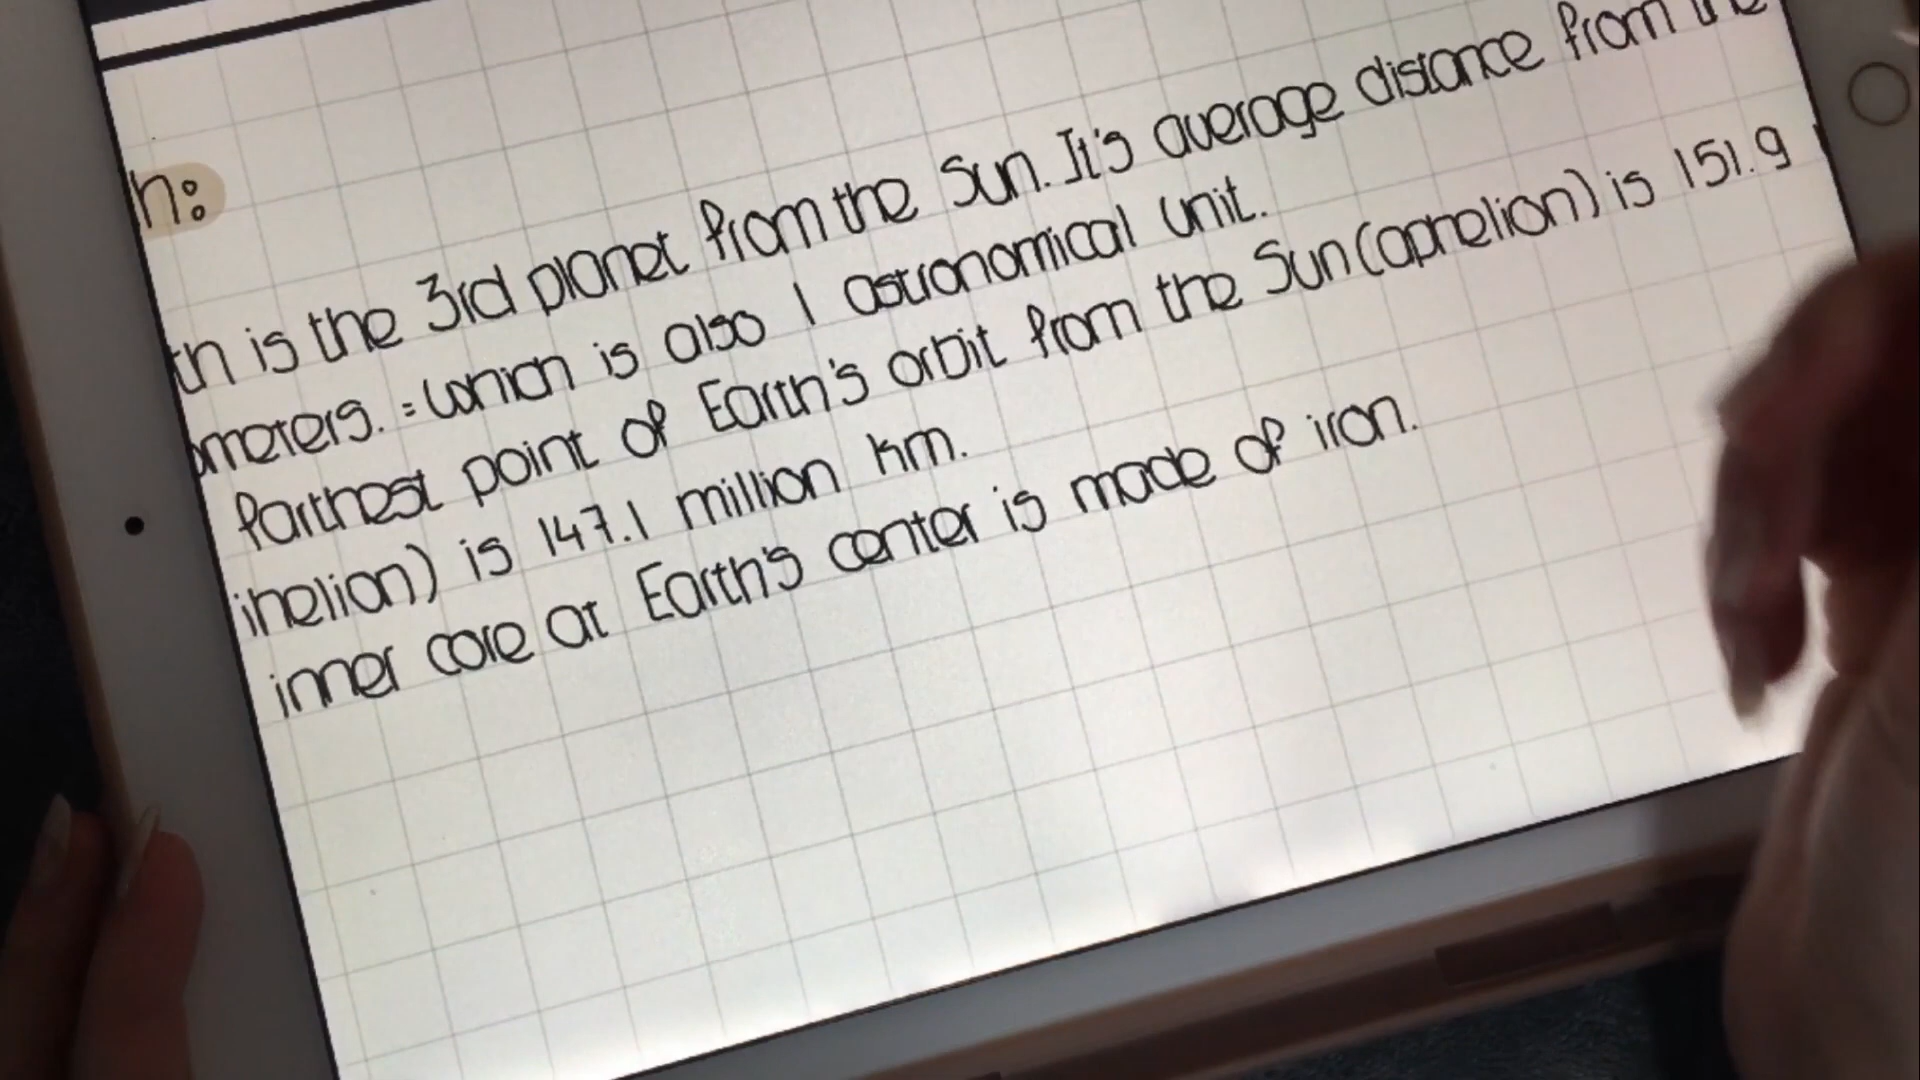 n:
th is the 3rd planet from the Sun. It's average distance from the
ometers. = which is also 1 astronomical unit.
farthest point of Earth's orbit from the Sun (aphelion) is 151.9
ihelion) is 147.1 million km.
inner core at Earth's center is made of iron.